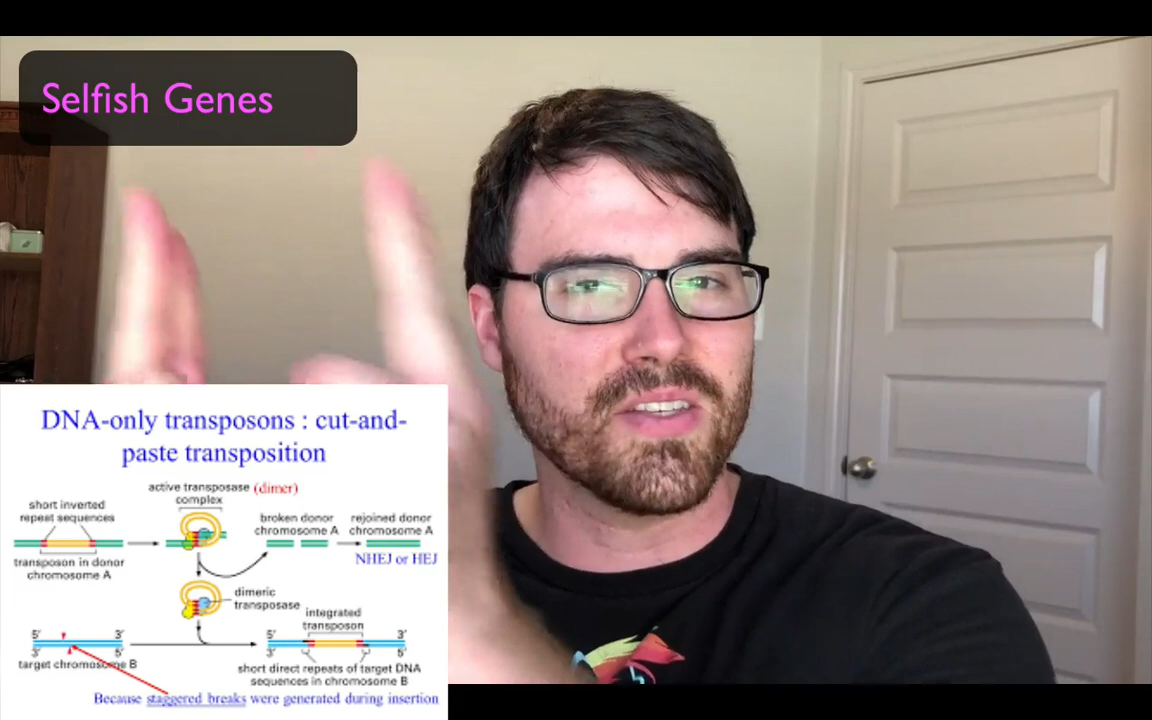 Selfish Genes
DNA-only transposons : cut-and-
paste transposition
active transposase (dimer)
complex
short inverted
repeat sequences
broken donor
chromosome A
rejoined donor
chromosome A
transposon in donor
chromosome A
NHEJ or HEJ
dimeric
transposase
integrated
transposon
5' 3'
3' 5'
5' 3'
3' 5'
target chromosome B
short direct repeats of target DNA
sequences in chromosome B
Because staggered breaks were generated during insertion